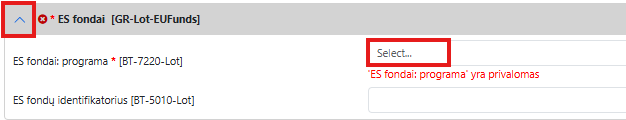 * ES fondai [GR-Lot-EUFunds]
ES fondai: programa * [BT-7220-Lot]
Select...
'ES fondai: programa' yra privalomas
ES fondų identifikatorius [BT-5010-Lot]